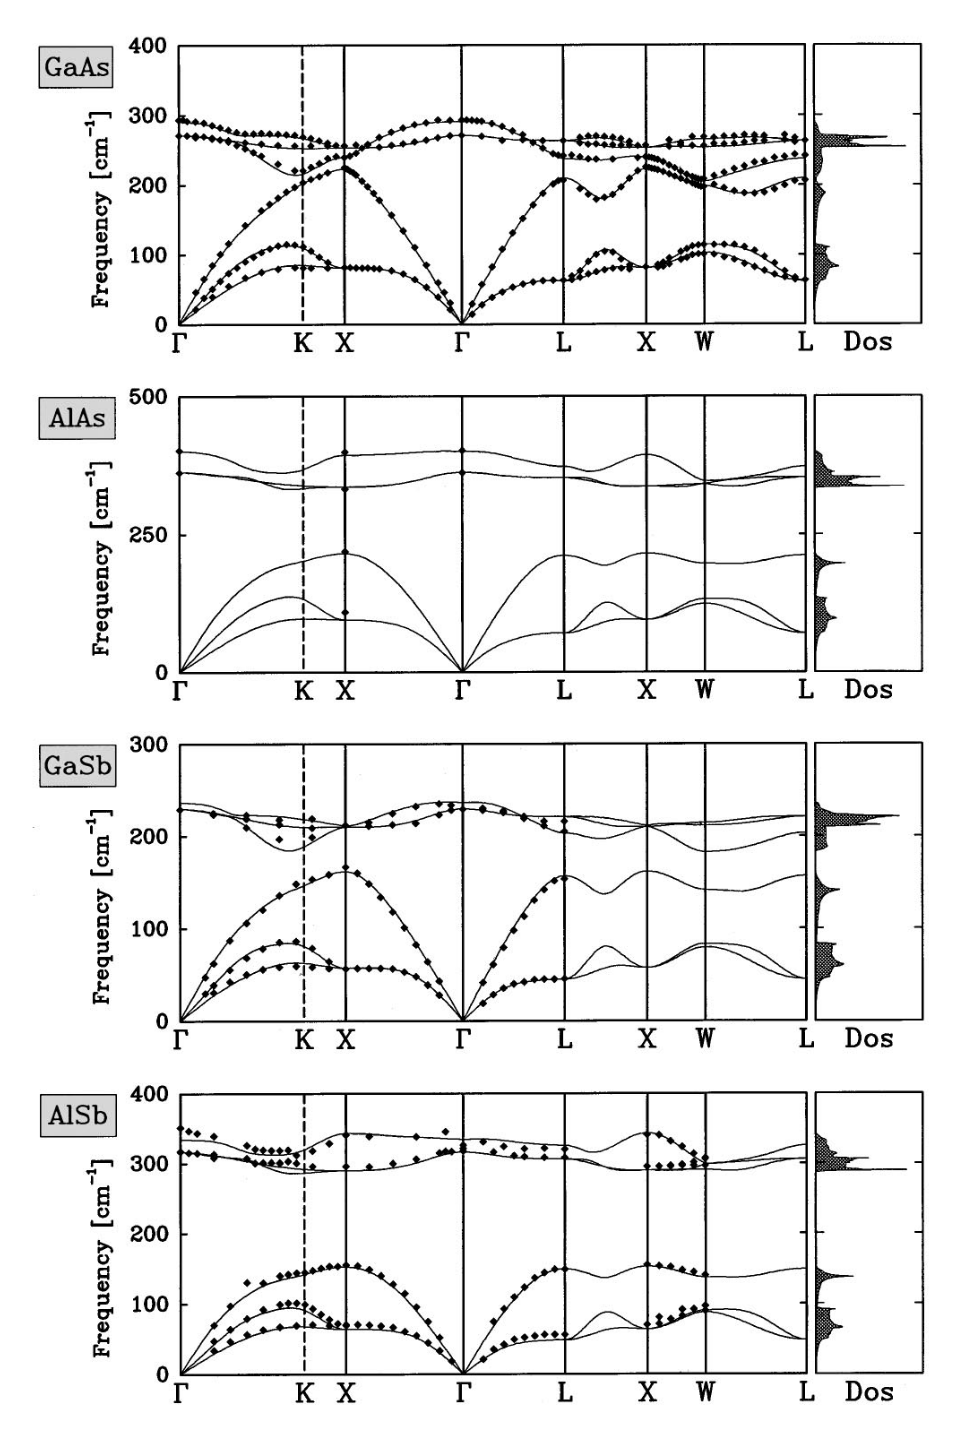 GaAs
Frequency [cm⁻¹]
400
300
200
100
0
Γ K X Γ L X W L Dos
AlAs
Frequency [cm⁻¹]
500
250
0
Γ K X Γ L X W L Dos
GaSb
Frequency [cm⁻¹]
300
200
100
0
Γ K X Γ L X W L Dos
AlSb
Frequency [cm⁻¹]
400
300
200
100
0
Γ K X Γ L X W L Dos